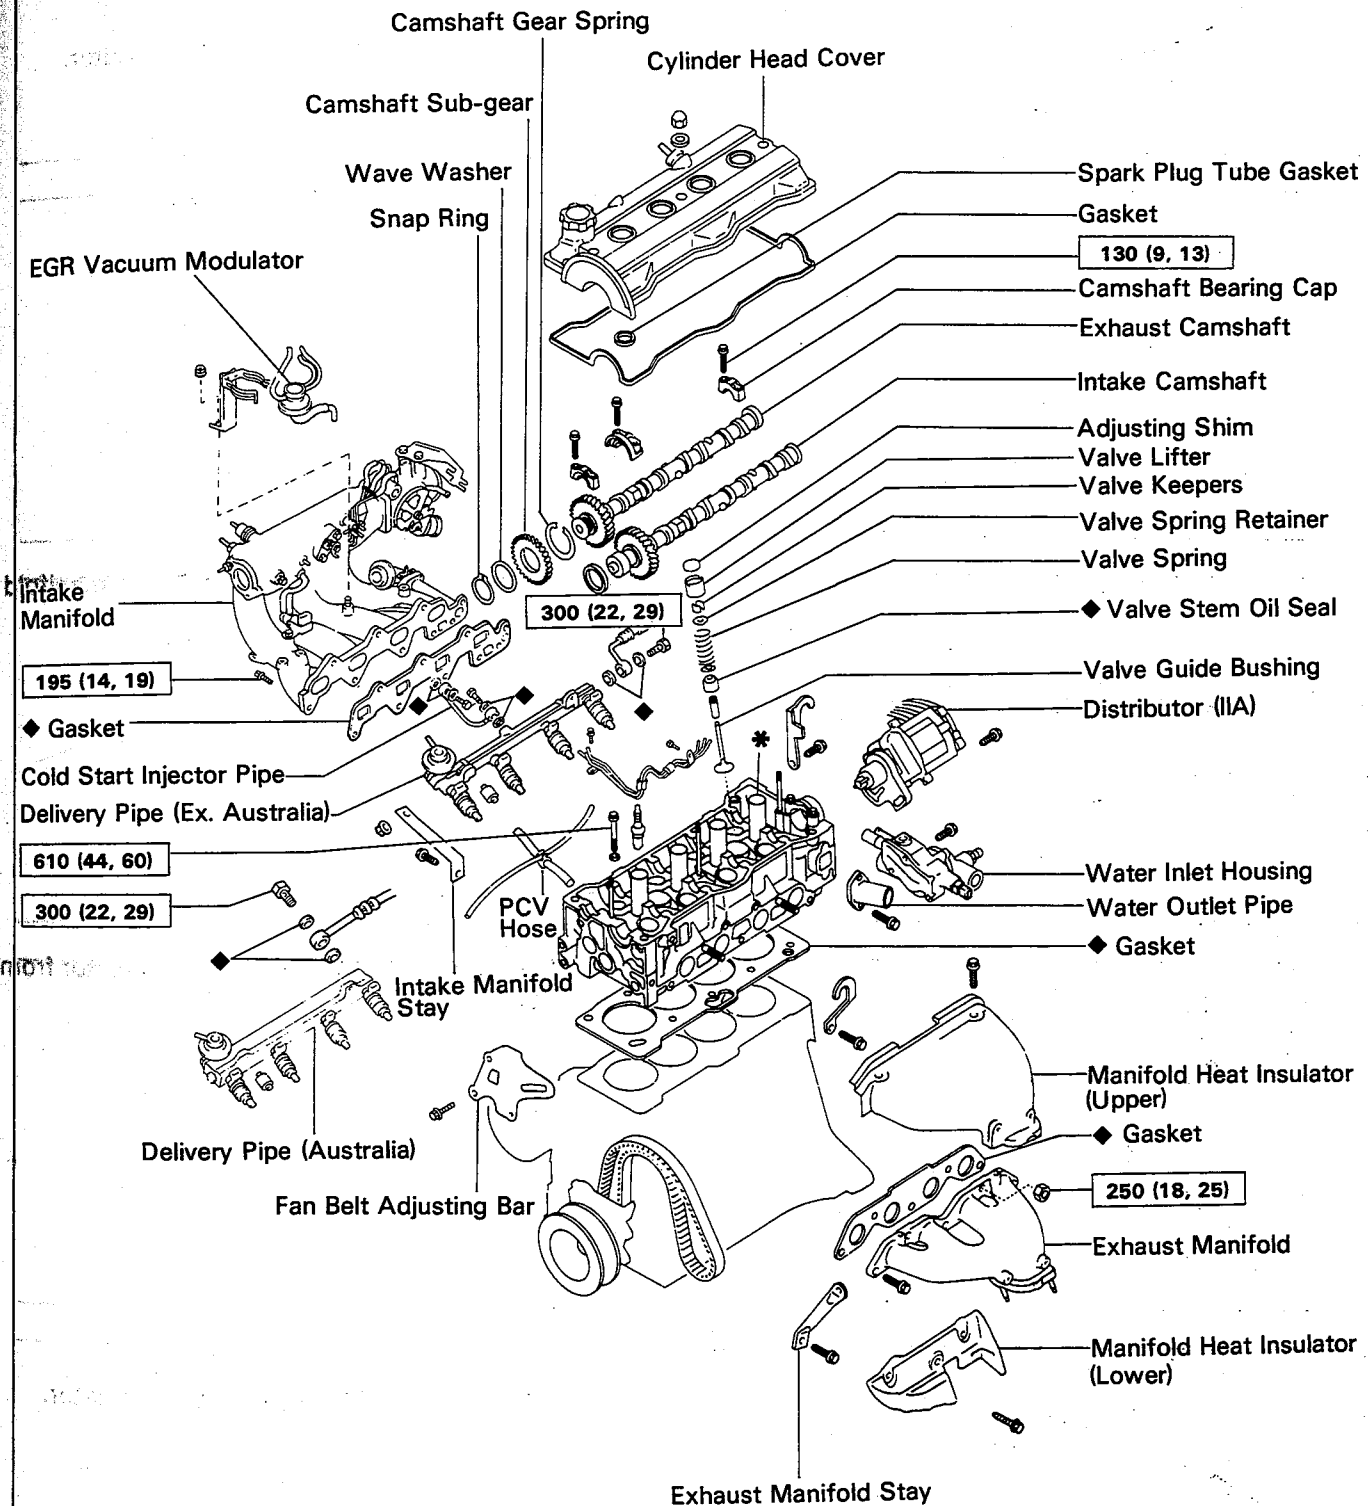 Camshaft Gear Spring
Cylinder Head Cover
Camshaft Sub-gear
Wave Washer
Snap Ring
EGR Vacuum Modulator
Spark Plug Tube Gasket
Gasket
130 (9, 13)
Camshaft Bearing Cap
Exhaust Camshaft
Intake Camshaft
Adjusting Shim
Valve Lifter
Valve Keepers
Valve Spring Retainer
Valve Spring
◆ Valve Stem Oil Seal
Valve Guide Bushing
Distributor (IIA)
Intake
Manifold
300 (22, 29)
195 (14, 19)
◆ Gasket
◆
◆
◆
*
Cold Start Injector Pipe
Delivery Pipe (Ex. Australia)
610 (44, 60)
300 (22, 29)
PCV
Hose
◆
Intake Manifold
Stay
Water Inlet Housing
Water Outlet Pipe
◆ Gasket
Delivery Pipe (Australia)
Fan Belt Adjusting Bar
Manifold Heat Insulator
(Upper)
◆ Gasket
250 (18, 25)
Exhaust Manifold
Manifold Heat Insulator
(Lower)
Exhaust Manifold Stay